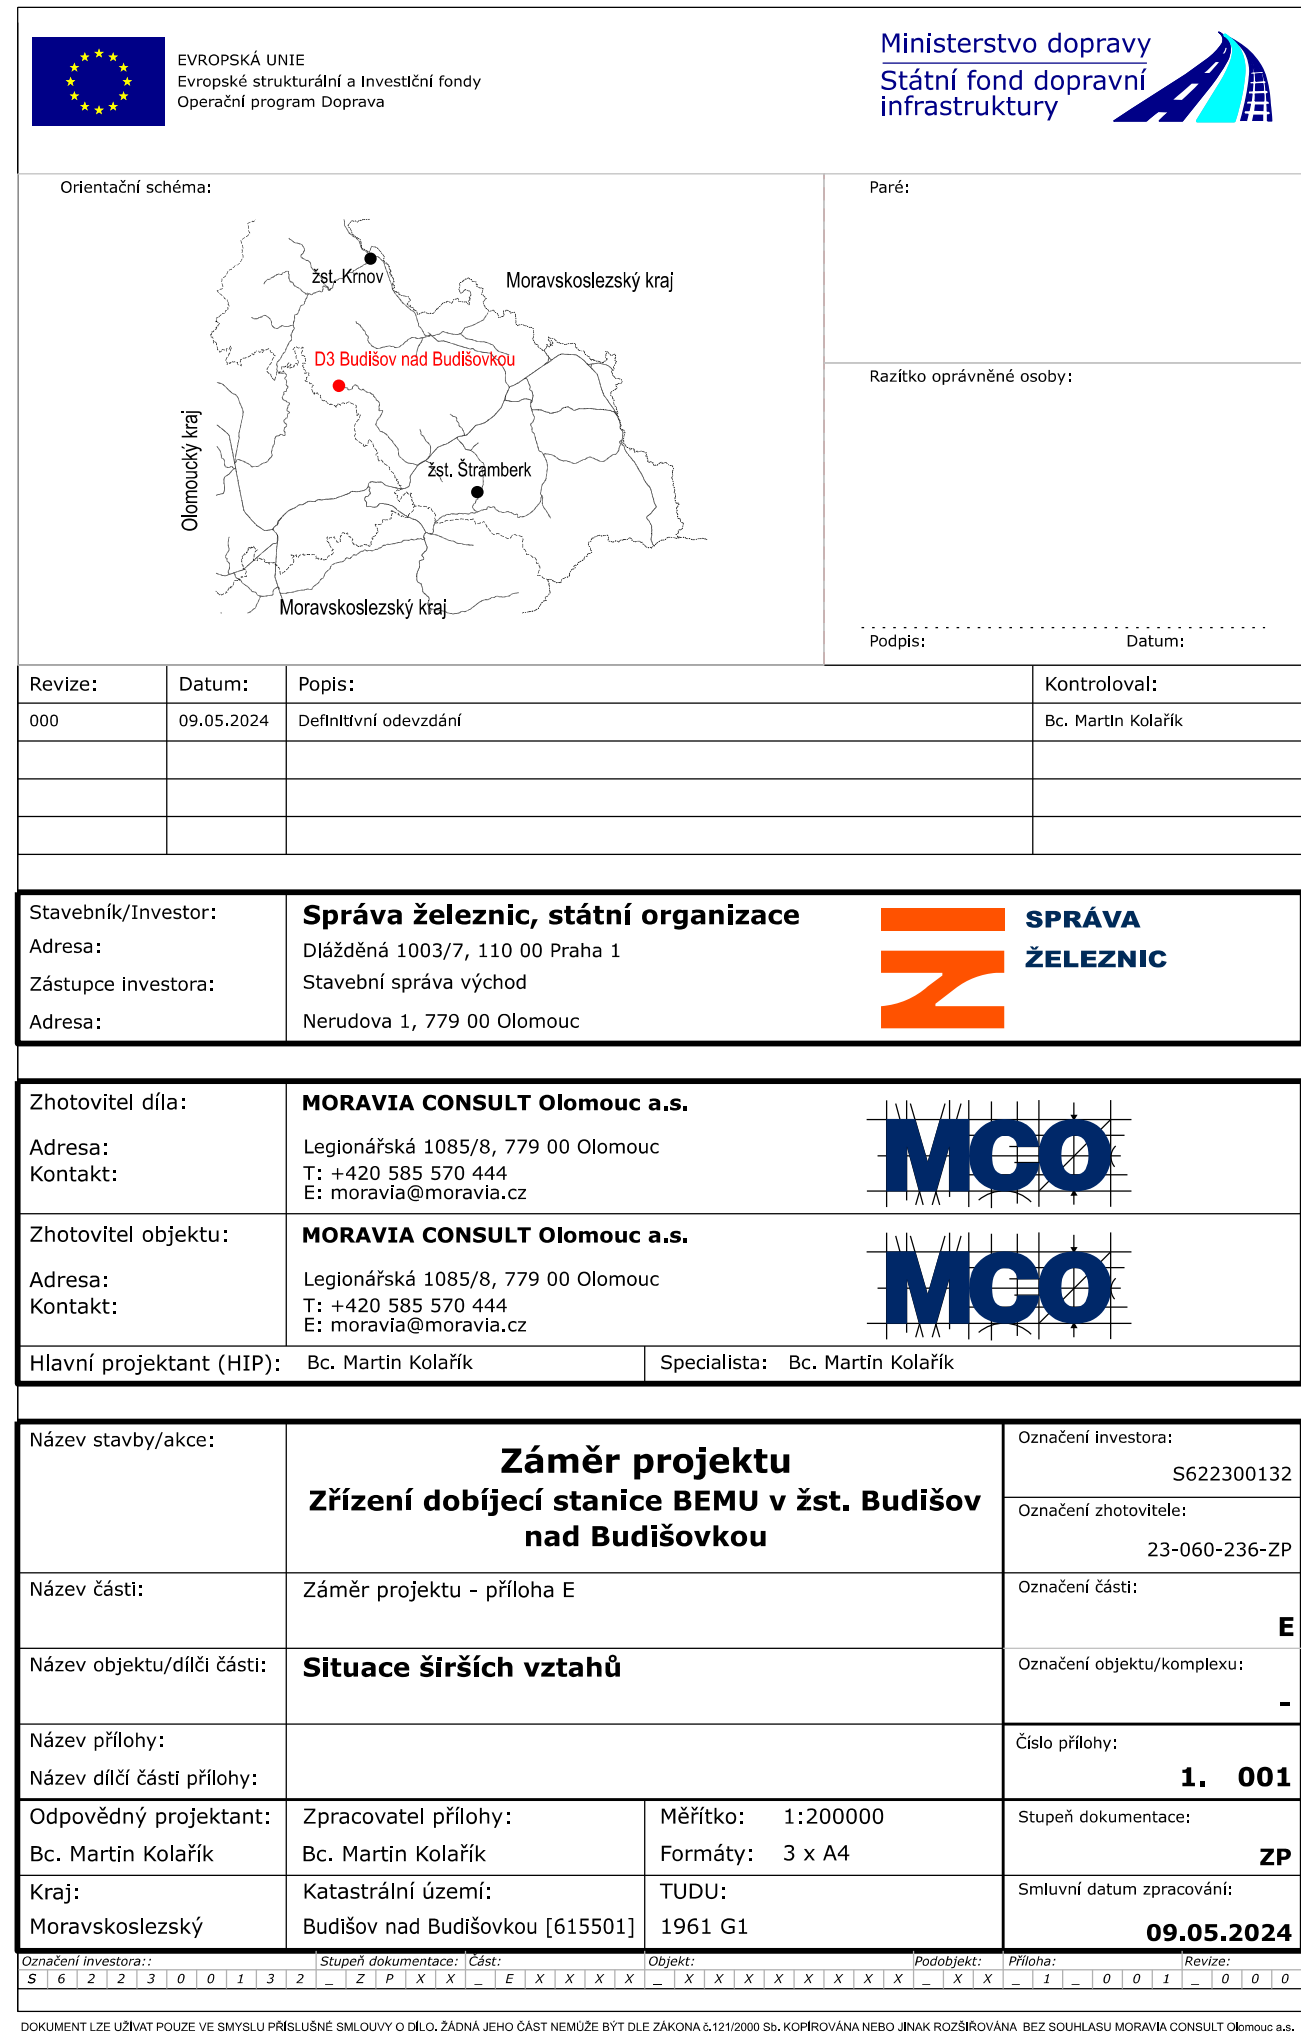 EVROPSKÁ UNIE
Evropské strukturální a Investiční fondy
Operační program Doprava
Ministerstvo dopravy
Státní fond dopravní
infrastruktury
Orientační schéma:
Paré:
žst. Krnov
Moravskoslezský kraj
D3 Budišov nad Budišovkou
Olomoucký kraj
žst. Štramberk
Moravskoslezský kraj
Razítko oprávněné osoby:
Podpis: Datum:
Revize: Datum: Popis: Kontroloval:
000 09.05.2024 Definitivní odevzdání Bc. Martin Kolařík
Stavebník/Investor: Správa železnic, státní organizace
Adresa: Dlážděná 1003/7, 110 00 Praha 1
Zástupce investora: Stavební správa východ
Adresa: Nerudova 1, 779 00 Olomouc
SPRÁVA
ŽELEZNIC
Zhotovitel díla: MORAVIA CONSULT Olomouc a.s.
Adresa: Legionářská 1085/8, 779 00 Olomouc
Kontakt: T: +420 585 570 444
E: moravia@moravia.cz
MCO
Zhotovitel objektu: MORAVIA CONSULT Olomouc a.s.
Adresa: Legionářská 1085/8, 779 00 Olomouc
Kontakt: T: +420 585 570 444
E: moravia@moravia.cz
MCO
Hlavní projektant (HIP): Bc. Martin Kolařík Specialista: Bc. Martin Kolařík
Název stavby/akce:
Záměr projektu
Zřízení dobíjecí stanice BEMU v žst. Budišov
nad Budišovkou
Označení investora:
S622300132
Označení zhotovitele:
23-060-236-ZP
Název části: Záměr projektu - příloha E
Označení části:
E
Název objektu/dílči části: Situace širších vztahů
Označení objektu/komplexu:
-
Název přílohy:
Název dílčí části přílohy:
Číslo přílohy:
1. 001
Odpovědný projektant: Zpracovatel přílohy: Měřítko: 1:200000
Bc. Martin Kolařík Bc. Martin Kolařík Formáty: 3 x A4
Stupeň dokumentace:
ZP
Kraj: Katastrální území: TUDU:
Moravskoslezský Budišov nad Budišovkou [615501] 1961 G1
Smluvní datum zpracování:
09.05.2024
Označení investora:: Stupeň dokumentace: Část: Objekt: Podobjekt: Příloha: Revize:
S 6 2 2 3 0 0 1 3 2 _ Z P X X _ E X X X X _ X X X X X X X X _ X X _ 1 _ 0 0 1 _ 0 0 0
DOKUMENT LZE UŽÍVAT POUZE VE SMYSLU PŘÍSLUŠNÉ SMLOUVY O DÍLO. ŽÁDNÁ JEHO ČÁST NEMŮŽE BÝT DLE ZÁKONA č.121/2000 Sb. KOPÍROVÁNA NEBO JINAK ROZŠIŘOVÁNA BEZ SOUHLASU MORAVIA CONSULT Olomouc a.s.